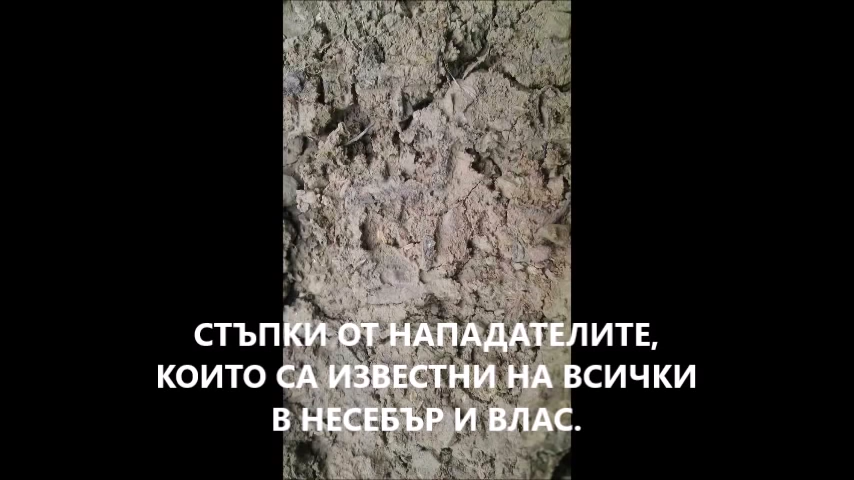 СТЪПКИ ОТ НАПАДАТЕЛИТЕ,
КОИТО СА ИЗВЕСТНИ НА ВСИЧКИ
В НЕСЕБЪР И ВЛАС.